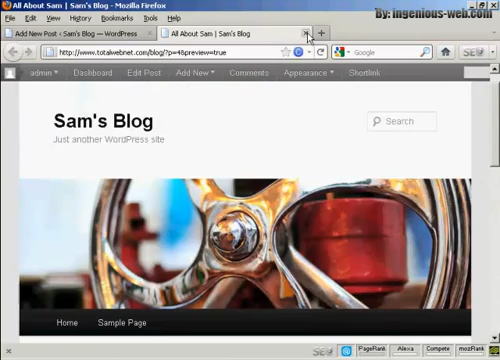 All About Sam | Sam's Blog - Mozilla Firefox
By: ingenious-web.com
Edit View History Bookmarks Tools Help
Add New Post ‹ Sam's Blog — WordPress
All About Sam | Sam's Blog
http://www.totalwebnet.com/blog/?p=4&preview=true
Google
SEO
admin Dashboard Edit Post Add New Comments Appearance Shortlink
Sam's Blog
Search
Just another WordPress site
Home Sample Page
PageRank Alexa Compete mozRank